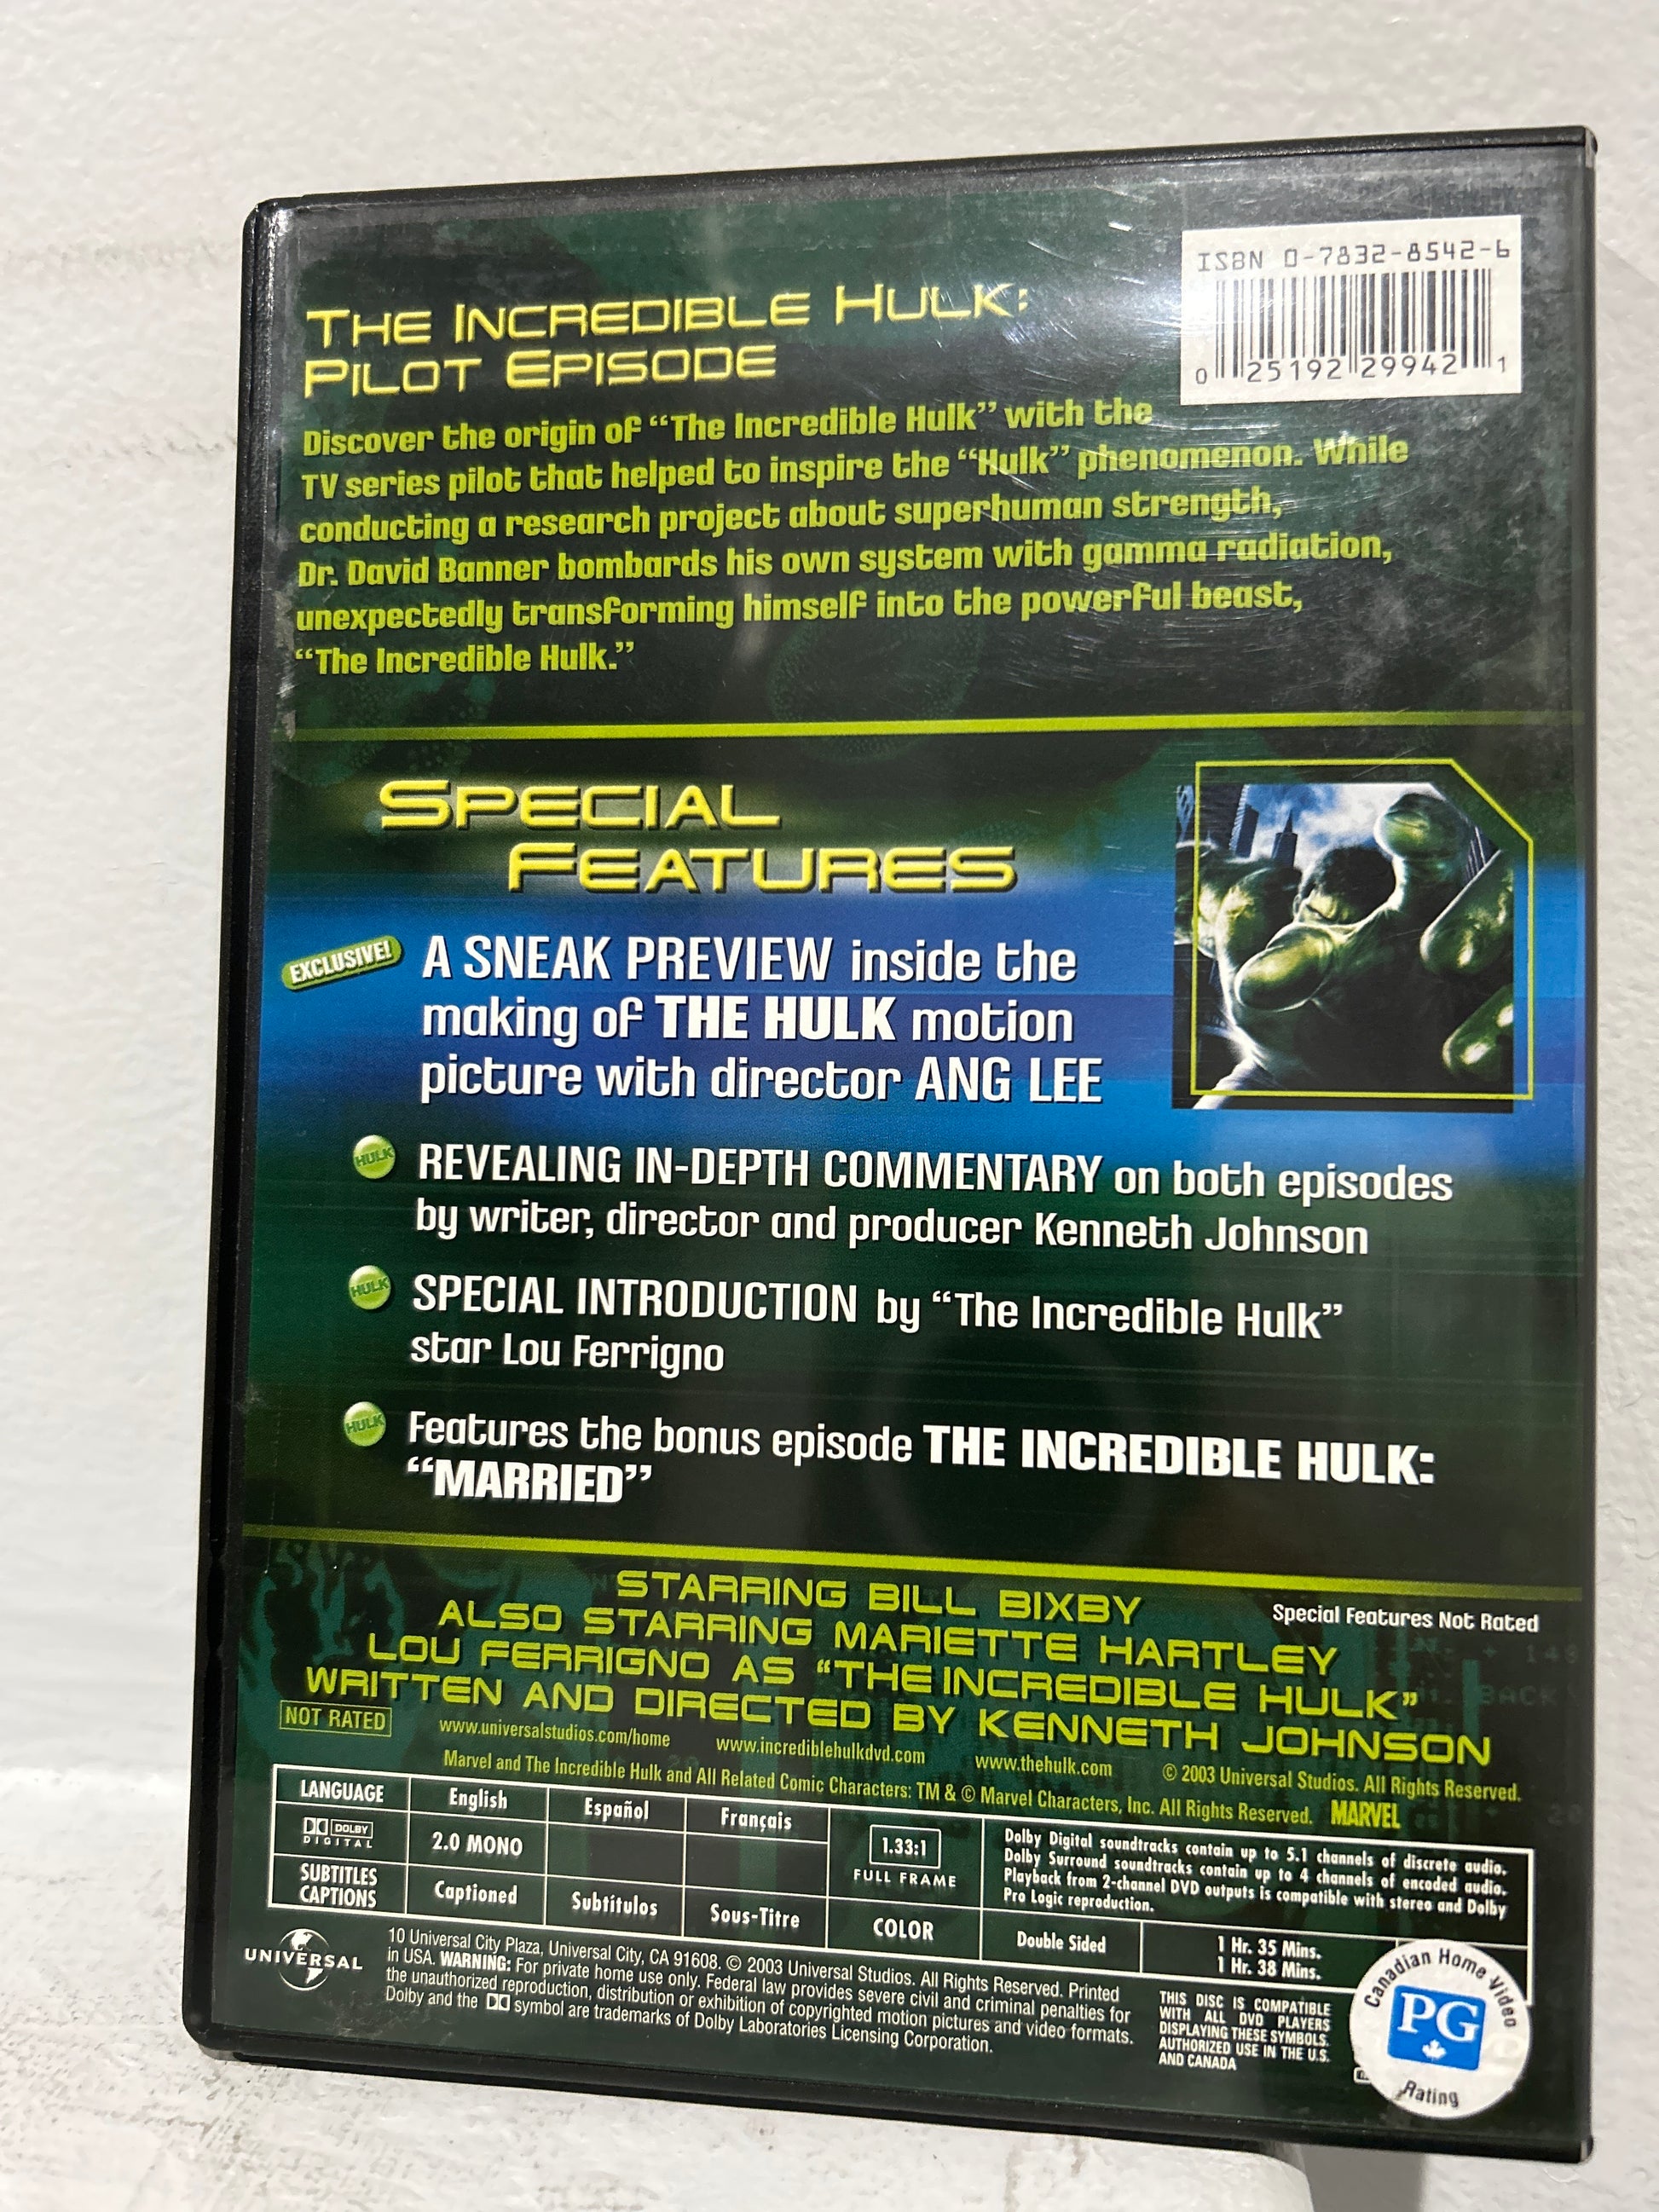 ISBN 0-7832-8542-6
0 25192 29942 1
THE INCREDIBLE HULK:
PILOT EPISODE
Discover the origin of “The Incredible Hulk” with the
TV series pilot that helped to inspire the “Hulk” phenomenon. While
conducting a research project about superhuman strength,
Dr. David Banner bombards his own system with gamma radiation,
unexpectedly transforming himself into the powerful beast,
“The Incredible Hulk.”
SPECIAL
FEATURES
EXCLUSIVE!
A SNEAK PREVIEW inside the
making of THE HULK motion
picture with director ANG LEE
HULK
REVEALING IN-DEPTH COMMENTARY on both episodes
by writer, director and producer Kenneth Johnson
HULK
SPECIAL INTRODUCTION by “The Incredible Hulk”
star Lou Ferrigno
HULK
Features the bonus episode THE INCREDIBLE HULK:
“MARRIED”
STARRING BILL BIXBY
Special Features Not Rated
ALSO STARRING MARIETTE HARTLEY
LOU FERRIGNO AS “THE INCREDIBLE HULK”
WRITTEN AND DIRECTED BY KENNETH JOHNSON
NOT RATED
www.universalstudios.com/home www.incrediblehulkdvd.com www.thehulk.com © 2003 Universal Studios. All Rights Reserved.
Marvel and The Incredible Hulk and All Related Comic Characters: TM & © Marvel Characters, Inc. All Rights Reserved. MARVEL
LANGUAGE English Español Français
DOLBY DIGITAL 2.0 MONO
SUBTITLES CAPTIONS Captioned Subtítulos Sous-Titre
1.33:1
FULL FRAME
COLOR
Dolby Digital soundtracks contain up to 5.1 channels of discrete audio.
Dolby Surround soundtracks contain up to 4 channels of encoded audio.
Playback from 2-channel DVD outputs is compatible with stereo and Dolby
Pro Logic reproduction.
Double Sided
1 Hr. 35 Mins.
1 Hr. 38 Mins.
UNIVERSAL
10 Universal City Plaza, Universal City, CA 91608. © 2003 Universal Studios. All Rights Reserved. Printed
in USA. WARNING: For private home use only. Federal law provides severe civil and criminal penalties for
the unauthorized reproduction, distribution or exhibition of copyrighted motion pictures and video formats.
Dolby and the DD symbol are trademarks of Dolby Laboratories Licensing Corporation.
THIS DISC IS COMPATIBLE
WITH ALL DVD PLAYERS
DISPLAYING THESE SYMBOLS.
AUTHORIZED USE IN THE U.S.
AND CANADA
Canadian Home Video
PG
Rating